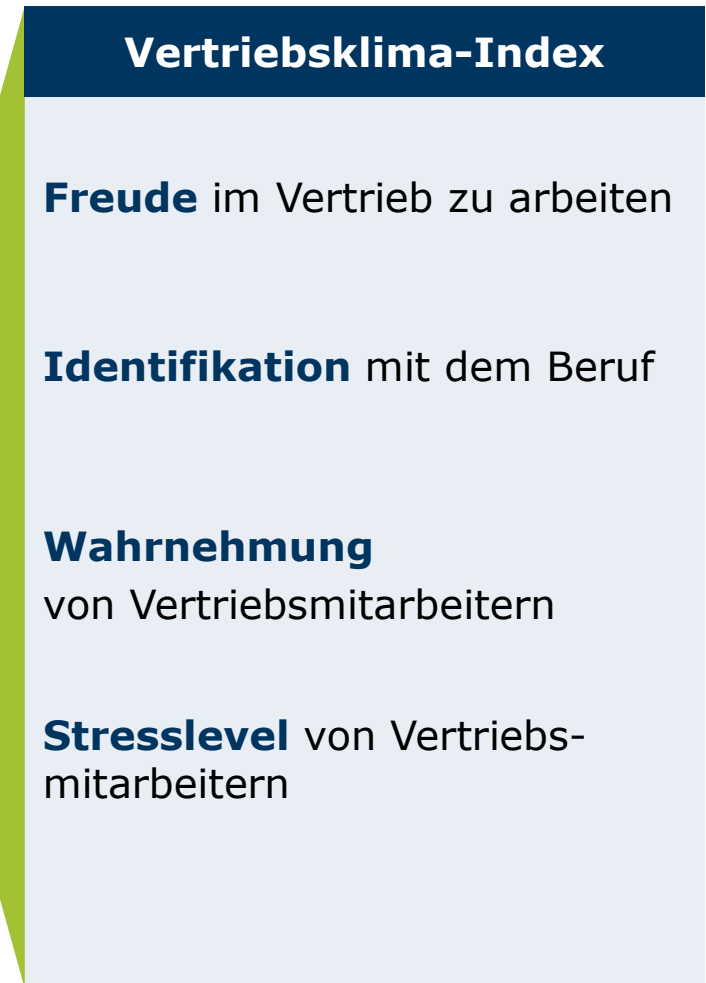 Vertriebsklima-Index
Freude im Vertrieb zu arbeiten
Identifikation mit dem Beruf
Wahrnehmung
von Vertriebsmitarbeitern
Stresslevel von Vertriebs-
mitarbeitern